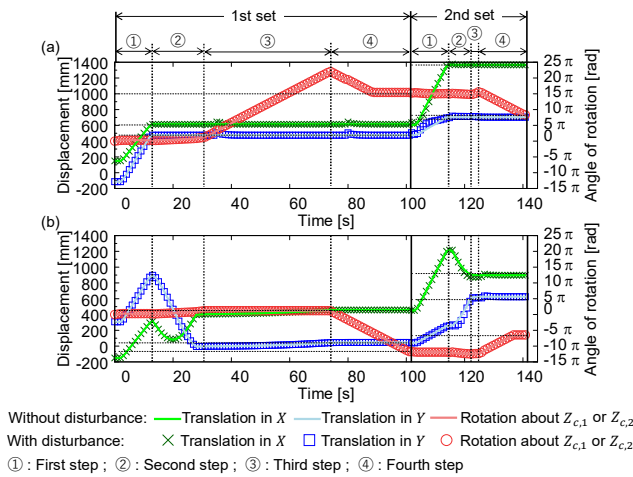 1st set 2nd set
① ② ③ ④ ① ② ③ ④
(a)
Displacement [mm]
1400
1200
1000
800
600
400
200
0
-200
25 π
20 π
15 π
10 π
5 π
0
-5 π
-10 π
-15 π
Angle of rotation [rad]
0 20 40 60 80 100 120 140
Time [s]
(b)
Displacement [mm]
1400
1200
1000
800
600
400
200
0
-200
25 π
20 π
15 π
10 π
5 π
0
-5 π
-10 π
-15 π
Angle of rotation [rad]
0 20 40 60 80 100 120 140
Time [s]
Without disturbance: Translation in X Translation in Y Rotation about Z_{c,1} or Z_{c,2}
With disturbance: Translation in X Translation in Y Rotation about Z_{c,1} or Z_{c,2}
① : First step ; ② : Second step ; ③ : Third step ; ④ : Fourth step